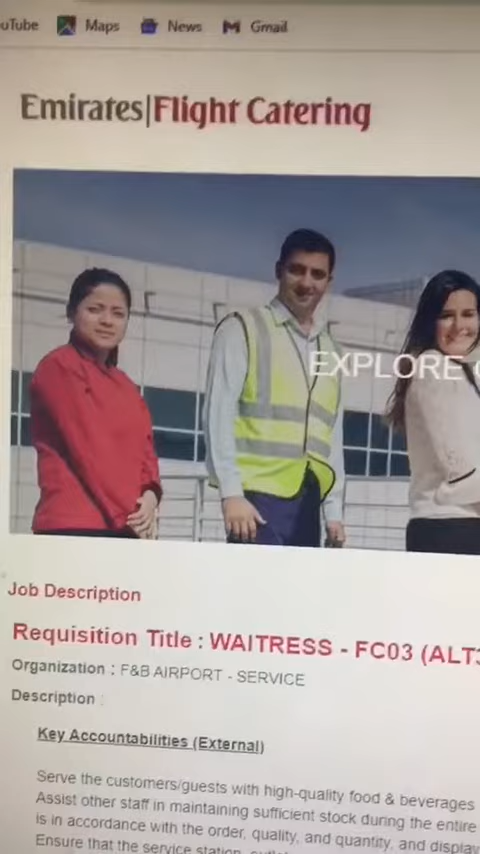 uTube Maps News Gmail
Emirates|Flight Catering
EXPLORE
Job Description
Requisition Title : WAITRESS - FC03 (ALT3
Organization : F&B AIRPORT - SERVICE
Description :
Key Accountabilities (External)
Serve the customers/guests with high-quality food & beverages
Assist other staff in maintaining sufficient stock during the entire
is in accordance with the order, quality, and quantity, and display
Ensure that the service station,